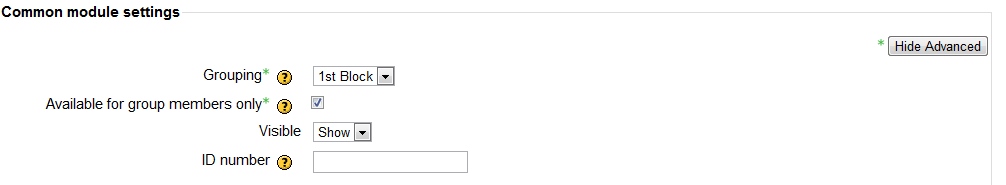 Common module settings
* Hide Advanced
Grouping* ? 1st Block
Available for group members only* ?
Visible Show
ID number ?